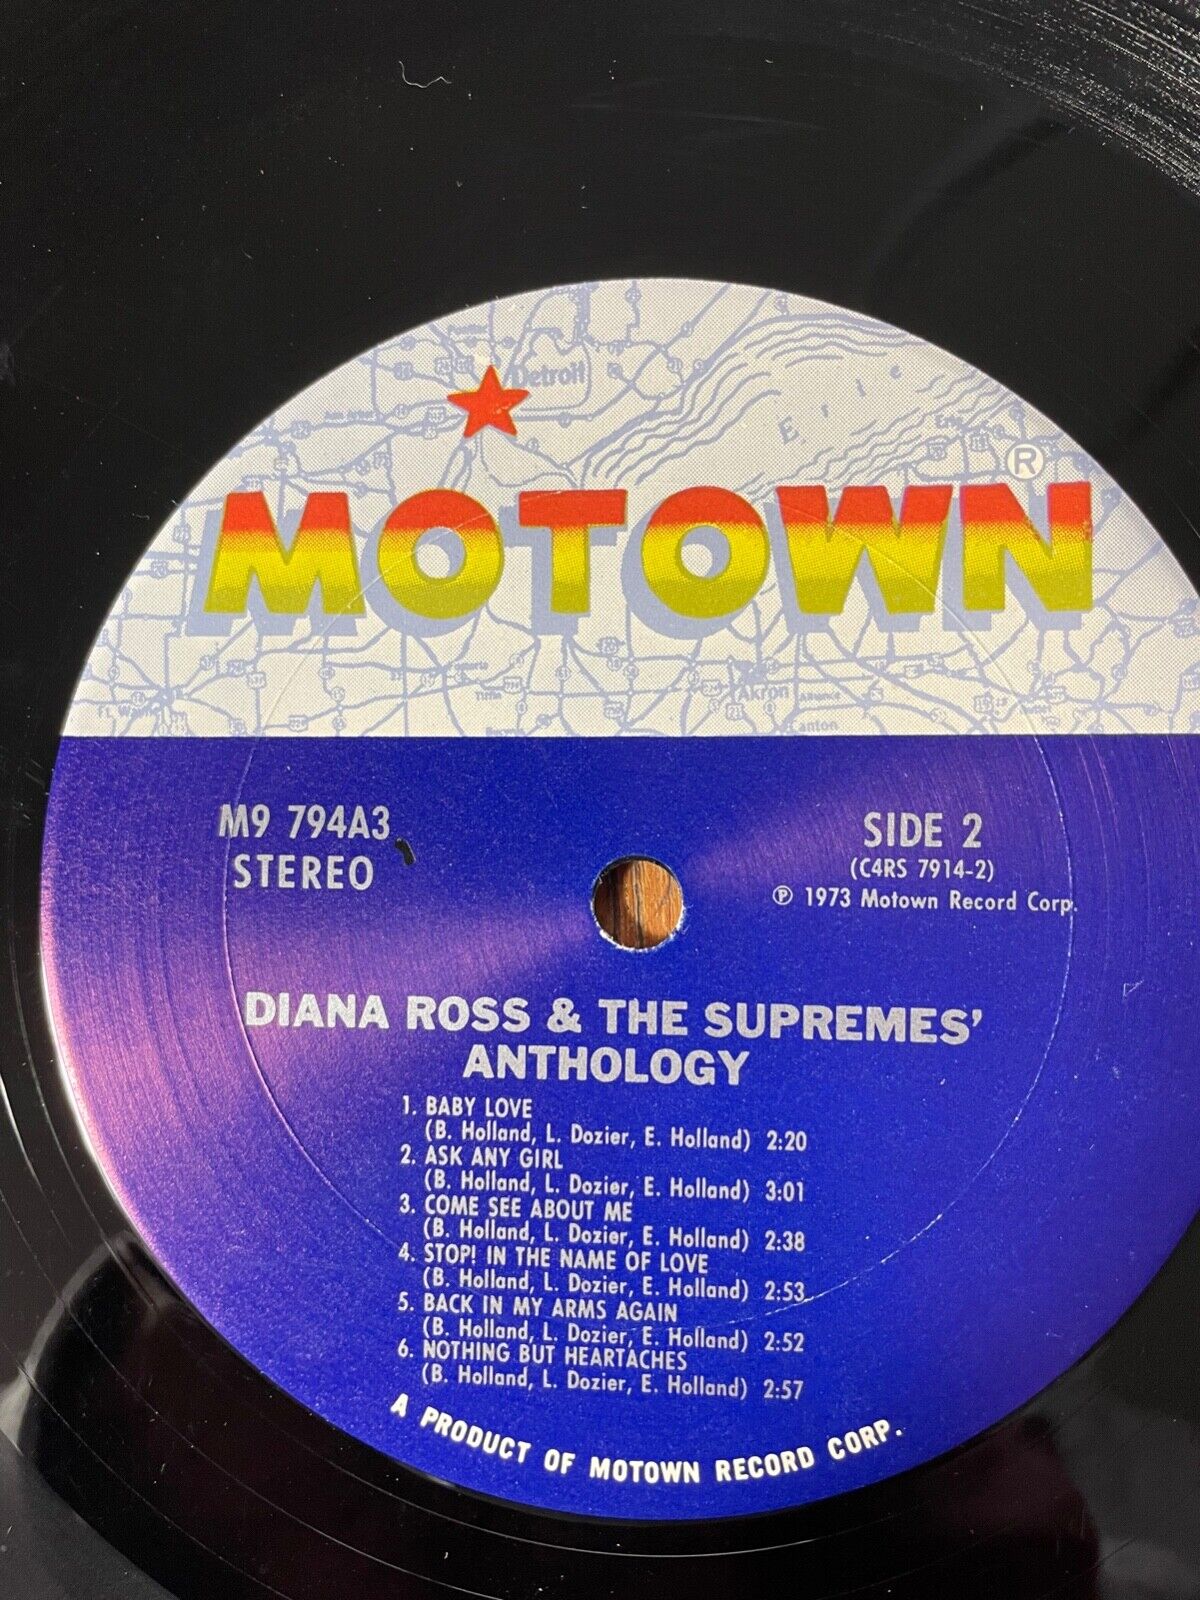 Detroit
Erie
MOTOWN®
Akron
Canton
M9 794A3
STEREO
SIDE 2
(C4RS 7914-2)
℗ 1973 Motown Record Corp.
DIANA ROSS & THE SUPREMES'
ANTHOLOGY
1. BABY LOVE
(B. Holland, L. Dozier, E. Holland) 2:20
2. ASK ANY GIRL
(B. Holland, L. Dozier, E. Holland) 3:01
3. COME SEE ABOUT ME
(B. Holland, L. Dozier, E. Holland) 2:38
4. STOP! IN THE NAME OF LOVE
(B. Holland, L. Dozier, E. Holland) 2:53
5. BACK IN MY ARMS AGAIN
(B. Holland, L. Dozier, E. Holland) 2:52
6. NOTHING BUT HEARTACHES
(B. Holland, L. Dozier, E. Holland) 2:57
A PRODUCT OF MOTOWN RECORD CORP.